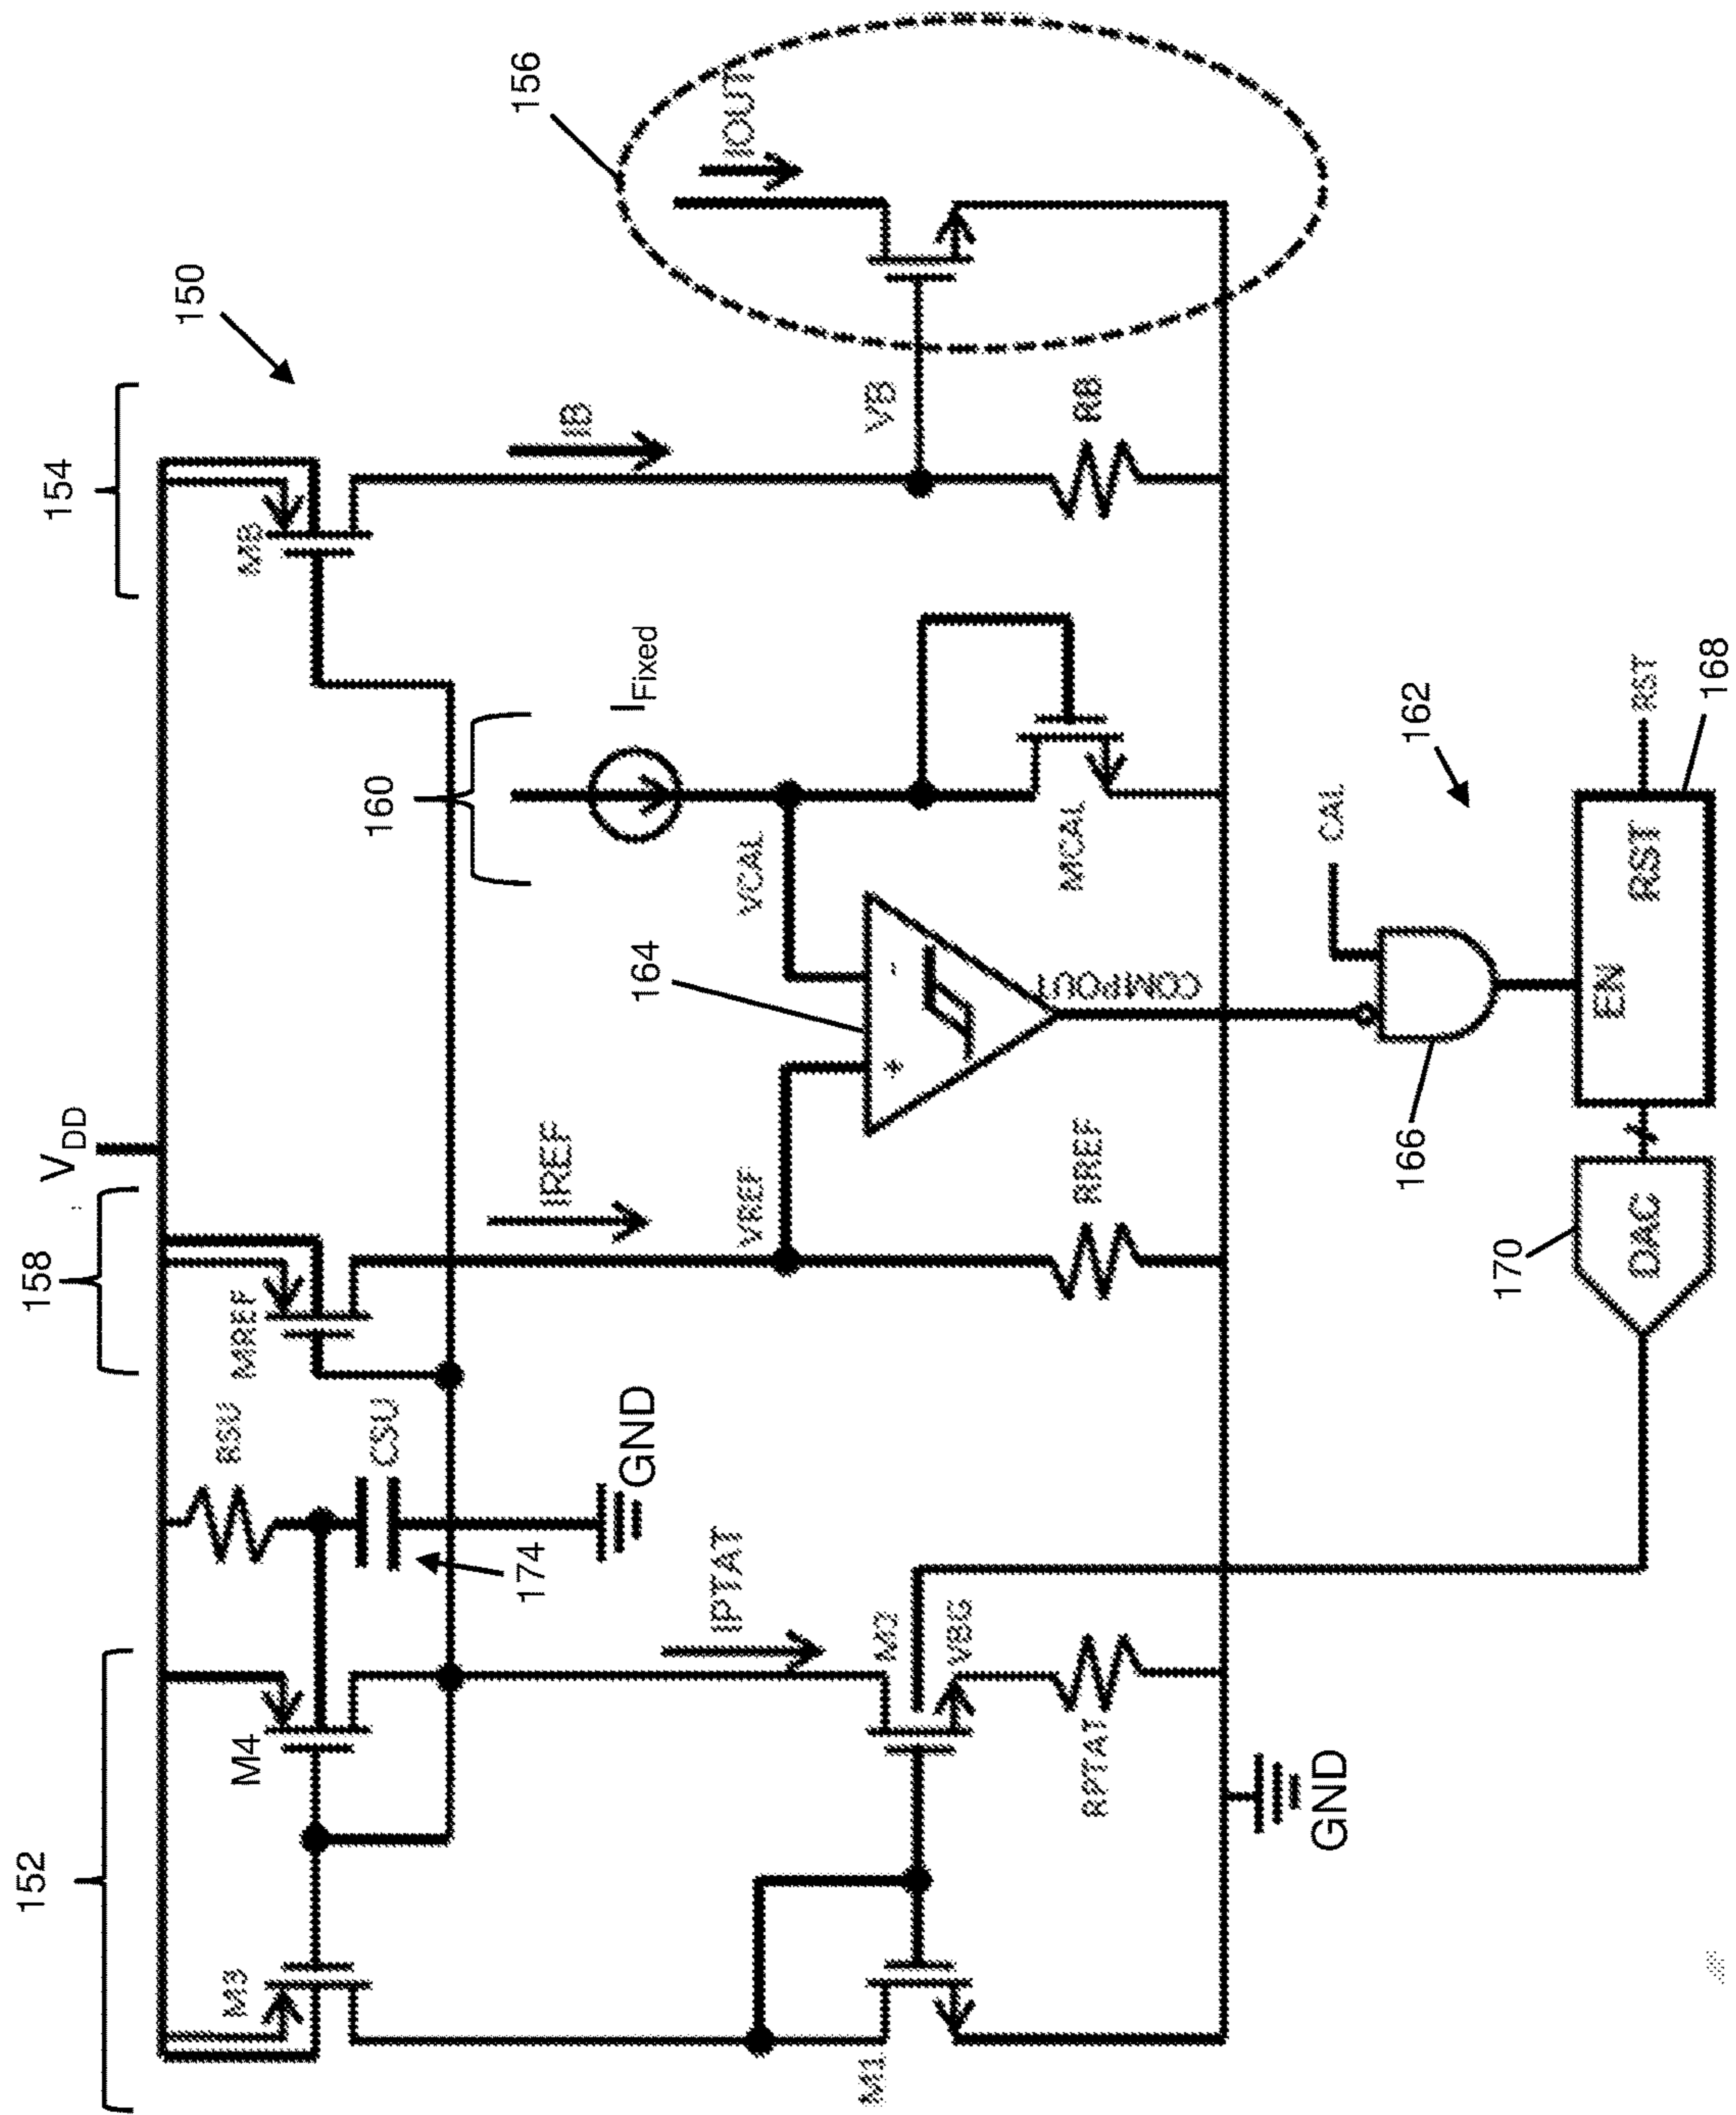 152
158
VDD
160
154
150
156
M3
M4
RSU
MREF
MB
CSU
174
GND
IREF
IFixed
IB
IOUT
IPTAT
VREF
VCAL
VB
164
+
-
M1
M2
VBG
RPTAT
RREF
MCAL
RB
COMPOUT
GND
CAL
162
166
EN
RST
RST
168
170
DAC